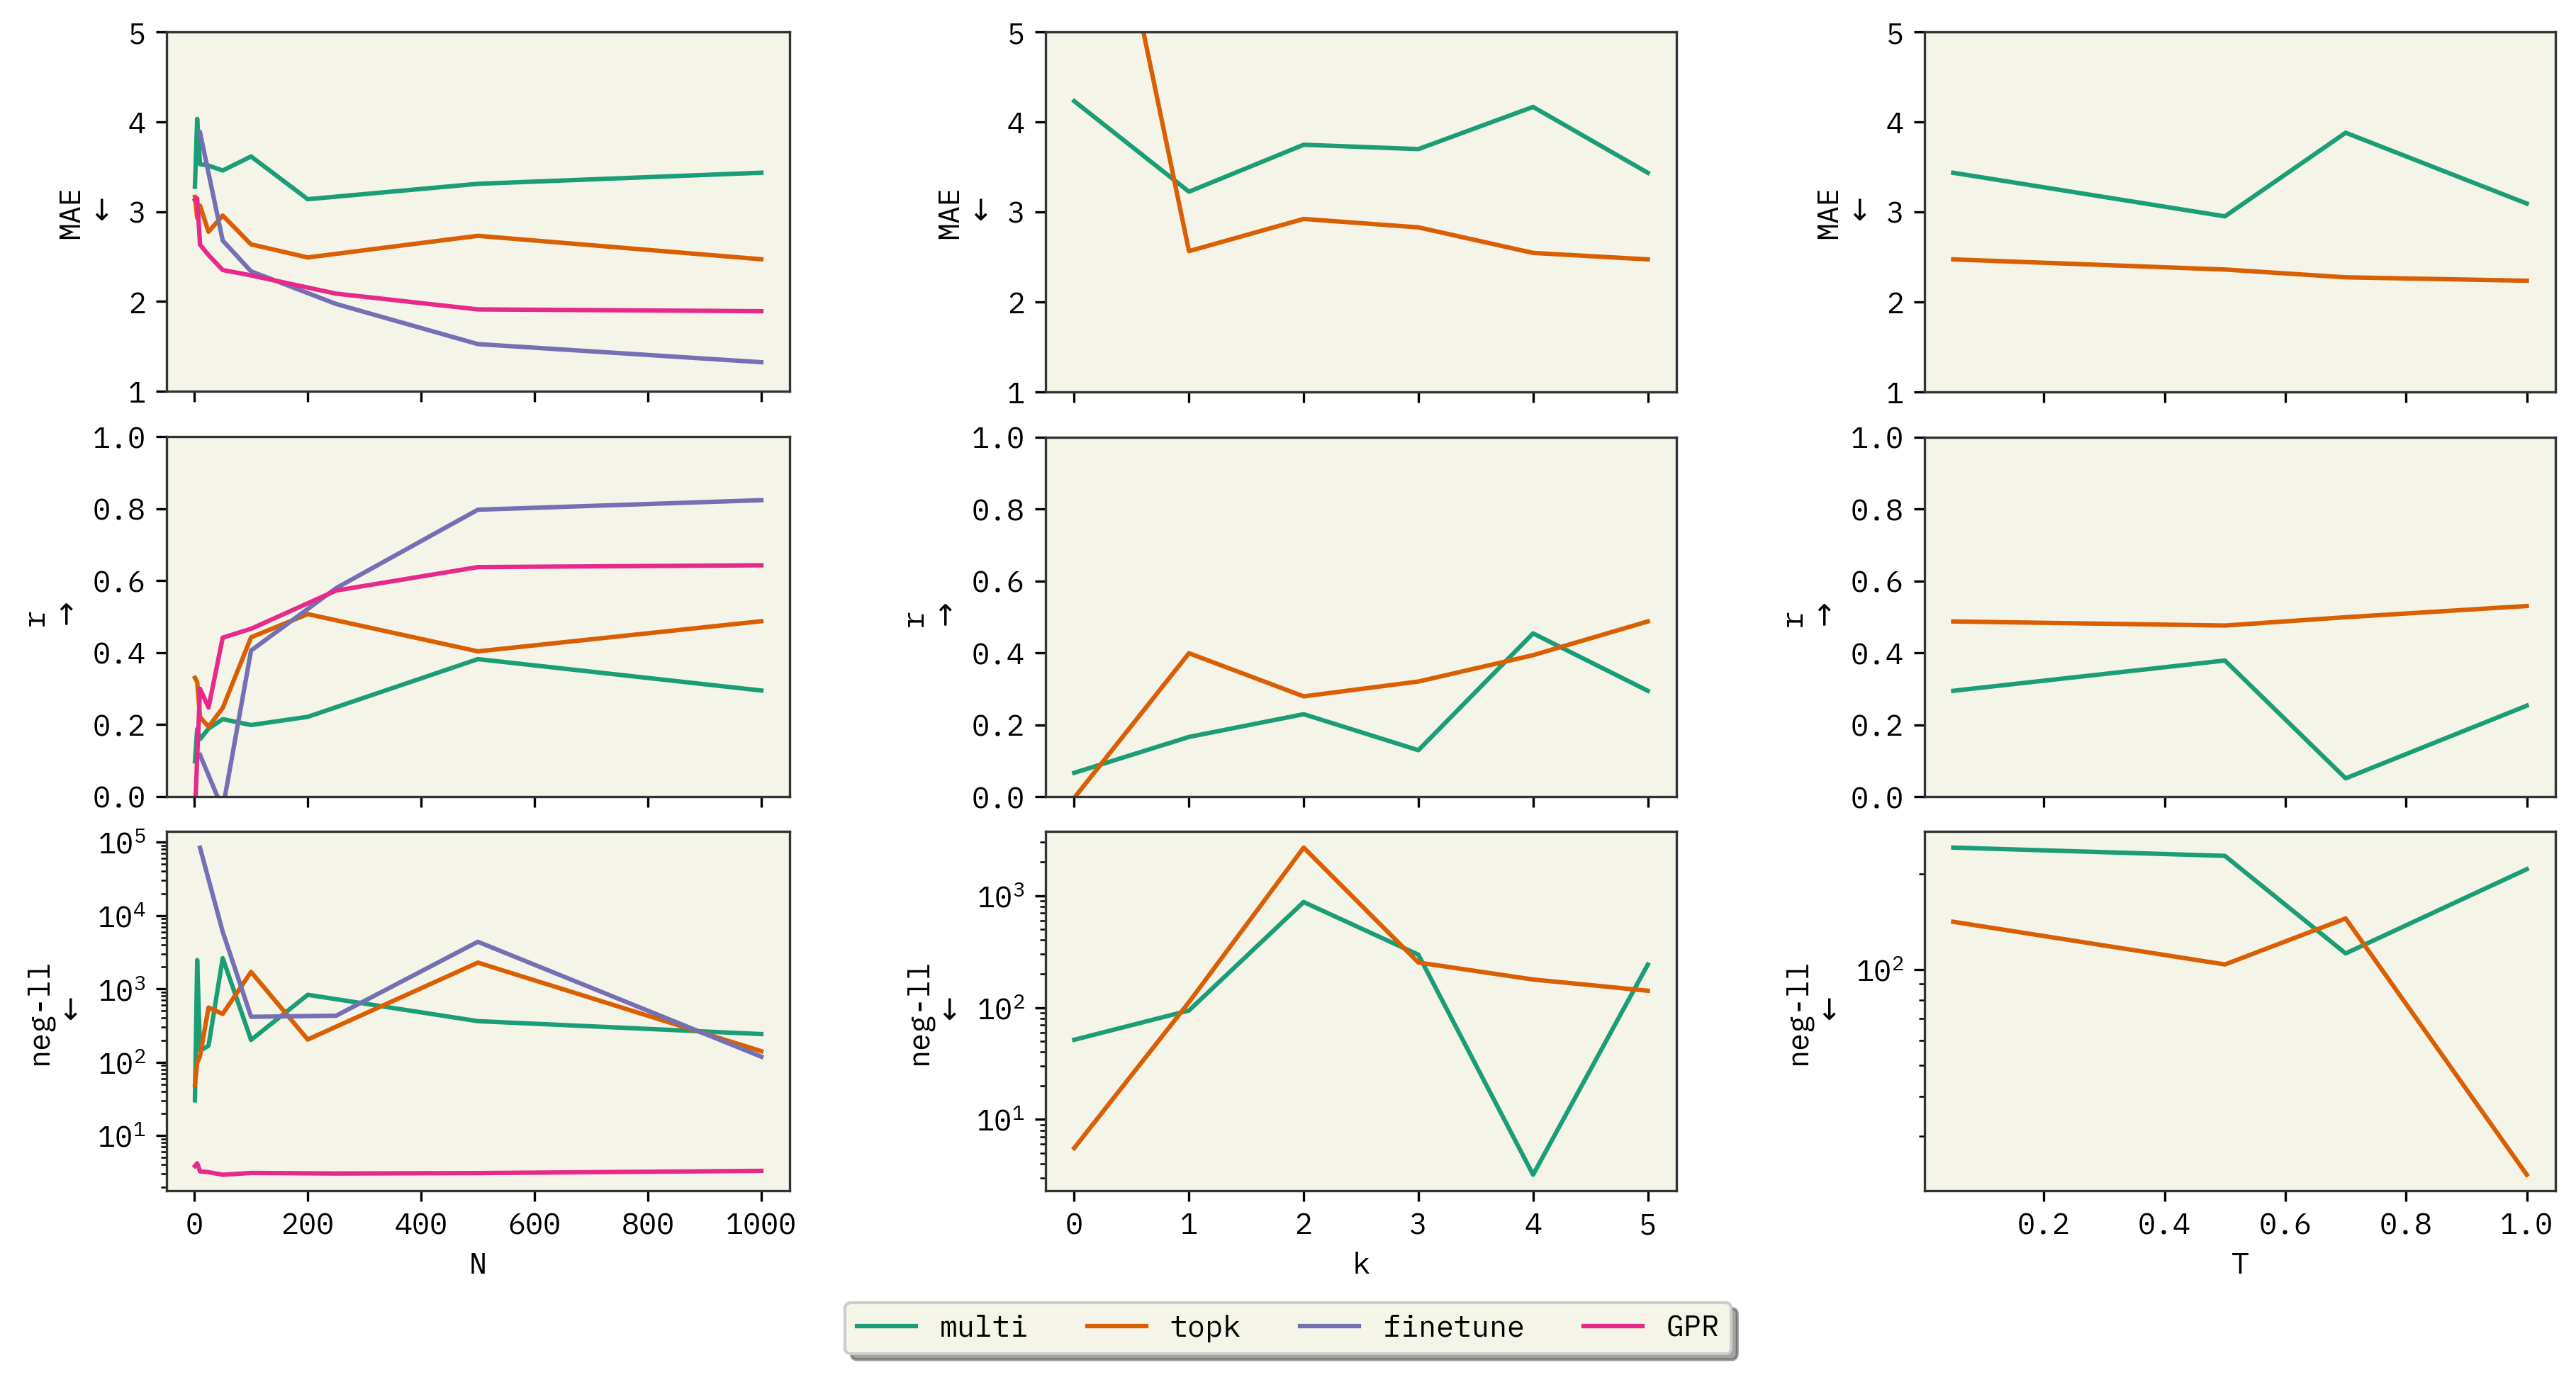 5
4
3
2
1
MAE ↓
5
4
3
2
1
MAE ↓
5
4
3
2
1
MAE ↓
1.0
0.8
0.6
0.4
0.2
0.0
r ↑
1.0
0.8
0.6
0.4
0.2
0.0
r ↑
1.0
0.8
0.6
0.4
0.2
0.0
r ↑
10⁵
10⁴
10³
10²
10¹
neg-ll ↓
0 200 400 600 800 1000
N
10³
10²
10¹
neg-ll ↓
0 1 2 3 4 5
k
10²
neg-ll ↓
0.2 0.4 0.6 0.8 1.0
T
multi topk finetune GPR